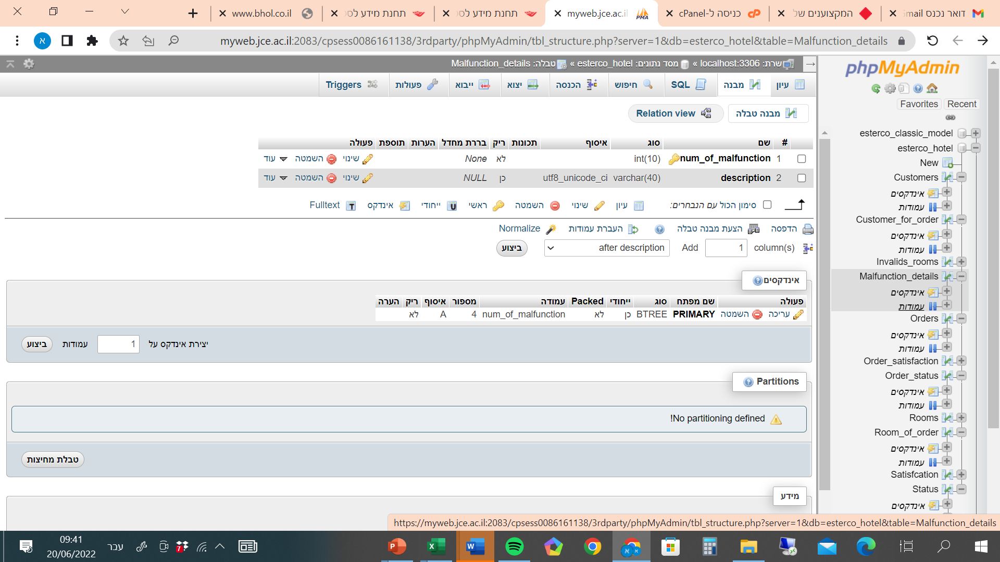 www.bhol.co.il
תחנת מידע לסט
תחנת מידע לסט
myweb.jce.ac.il
כניסה ל-cPanel
המקצוענים של
דואר נכנס Gmail
myweb.jce.ac.il:2083/cpsess0086161138/3rdparty/phpMyAdmin/tbl_structure.php?server=1&db=esterco_hotel&table=Malfunction_details
א
שרת: localhost:3306 » מסד נתונים: esterco_hotel » טבלה: Malfunction_details
עיון
מבנה
SQL
חיפוש
הכנסה
יצוא
ייבוא
פעולות
Triggers
מבנה טבלה
Relation view
# שם סוג איסוף תכונות ריק בררת מחדל הערות תוספת פעולה
1 num_of_malfunction int(10) לא None שינוי השמטה עוד
2 description varchar(40) utf8_unicode_ci כן NULL שינוי השמטה עוד
סימון הכול עם הנבחרים: עיון שינוי השמטה ראשי ייחודי אינדקס Fulltext
הדפסה הצעת מבנה טבלה העברת עמודות Normalize
column(s) 1 Add after description ביצוע
אינדקסים
פעולה שם מפתח סוג ייחודי Packed עמודה מספור איסוף ריק הערה
עריכה השמטה PRIMARY BTREE כן לא num_of_malfunction 4 A לא
יצירת אינדקס על 1 עמודות ביצוע
Partitions
No partitioning defined!
טבלת מחיצות
מידע
phpMyAdmin
Recent Favorites
esterco_classic_model
esterco_hotel
New
Customers
אינדקסים
עמודות
Customer_for_order
אינדקסים
עמודות
Invalids_rooms
Malfunction_details
אינדקסים
עמודות
Orders
אינדקסים
עמודות
Order_satisfaction
Order_status
אינדקסים
עמודות
Rooms
Room_of_order
אינדקסים
עמודות
Satisfcation
Status
אינדקסים
https://myweb.jce.ac.il:2083/cpsess0086161138/3rdparty/phpMyAdmin/tbl_structure.php?server=1&db=esterco_hotel&table=Malfunction_details
עבר
09:41
20/06/2022